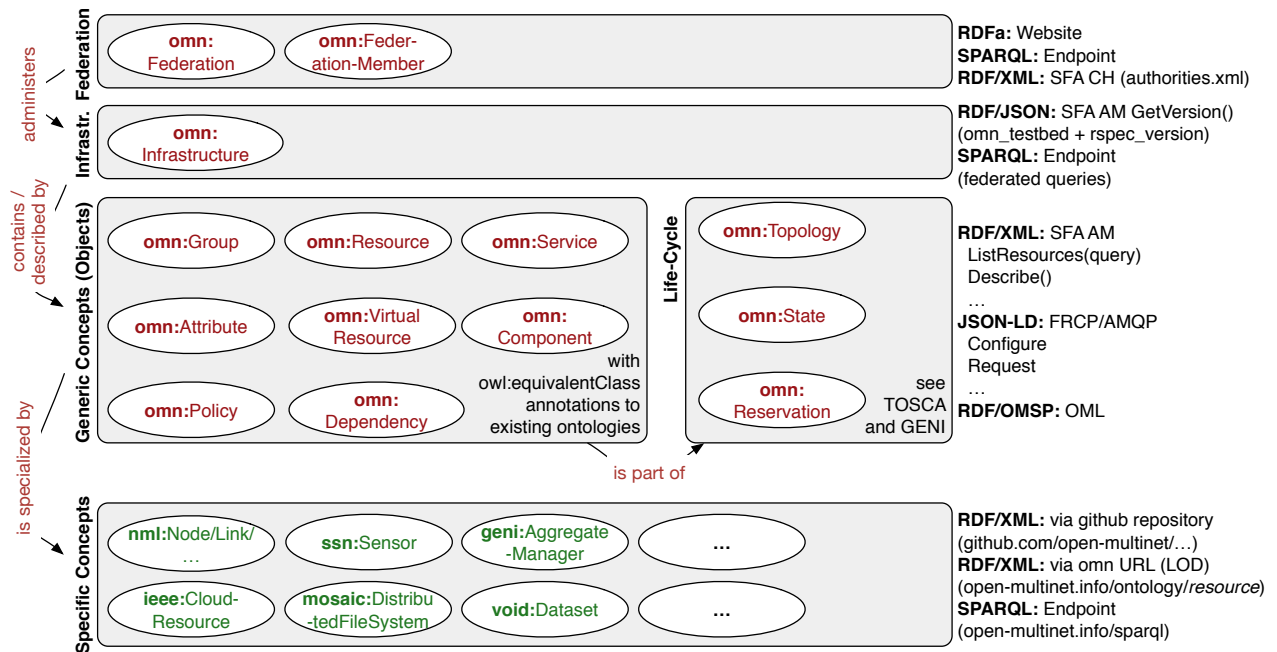 administers
contains /
described by
is specialized by
Federation
omn:
Federation
omn:Feder-
ation-Member
RDFa: Website
SPARQL: Endpoint
RDF/XML: SFA CH (authorities.xml)
Infrastr.
omn:
Infrastructure
RDF/JSON: SFA AM GetVersion()
(omn_testbed + rspec_version)
SPARQL: Endpoint
(federated queries)
Generic Concepts (Objects)
omn:Group
omn:Resource
omn:Service
omn:Attribute
omn:Virtual
Resource
omn:
Component
omn:Policy
omn:
Dependency
with
owl:equivalentClass
annotations to
existing ontologies
Life-Cycle
omn:Topology
omn:State
omn:
Reservation
see
TOSCA
and GENI
is part of
RDF/XML: SFA AM
ListResources(query)
Describe()
…
JSON-LD: FRCP/AMQP
Configure
Request
…
RDF/OMSP: OML
Specific Concepts
nml:Node/Link/
…
ssn:Sensor
geni:Aggregate
-Manager
...
ieee:Cloud-
Resource
mosaic:Distribu
-tedFileSystem
void:Dataset
...
RDF/XML: via github repository
(github.com/open-multinet/…)
RDF/XML: via omn URL (LOD)
(open-multinet.info/ontology/resource)
SPARQL: Endpoint
(open-multinet.info/sparql)